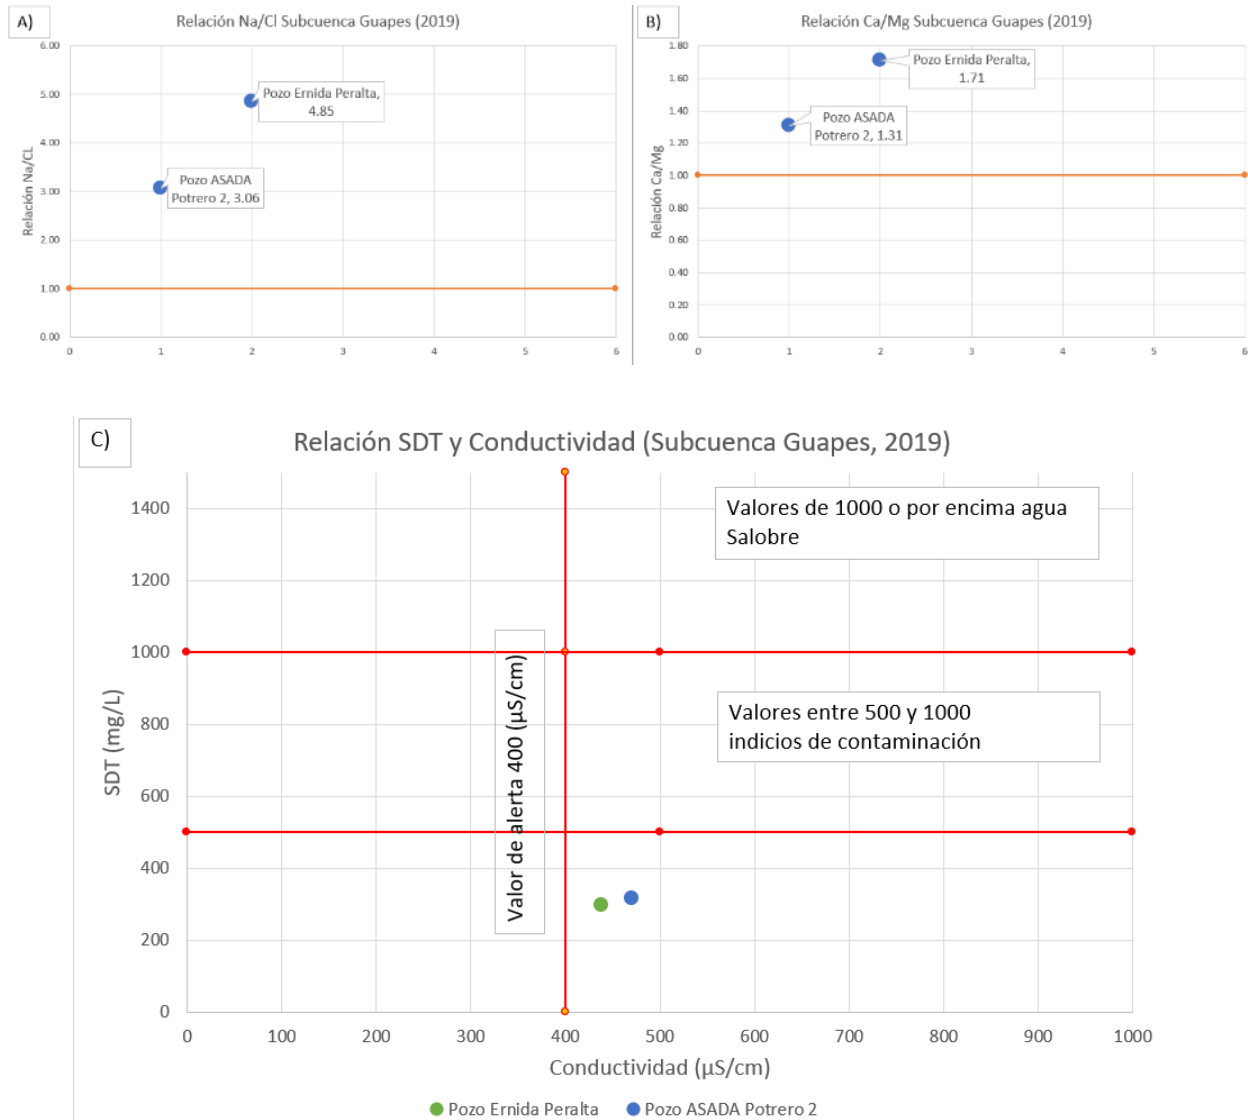 A)
Relación Na/Cl Subcuenca Guapes (2019)
6.00
5.00
4.00
3.00
2.00
1.00
0.00
Relación Na/CL
Pozo Ernida Peralta,
4.85
Pozo ASADA
Potrero 2, 3.06
0 1 2 3 4 5 6
B)
Relación Ca/Mg Subcuenca Guapes (2019)
1.80
1.60
1.40
1.20
1.00
0.80
0.60
0.40
0.20
0.00
Relación Ca/Mg
Pozo Ernida Peralta,
1.71
Pozo ASADA
Potrero 2, 1.31
0 1 2 3 4 5 6
C)
Relación SDT y Conductividad (Subcuenca Guapes, 2019)
1400
1200
1000
800
600
400
200
0
SDT (mg/L)
Valores de 1000 o por encima agua
Salobre
Valor de alerta 400 (µS/cm)
Valores entre 500 y 1000
indicios de contaminación
0 100 200 300 400 500 600 700 800 900 1000
Conductividad (µS/cm)
Pozo Ernida Peralta Pozo ASADA Potrero 2